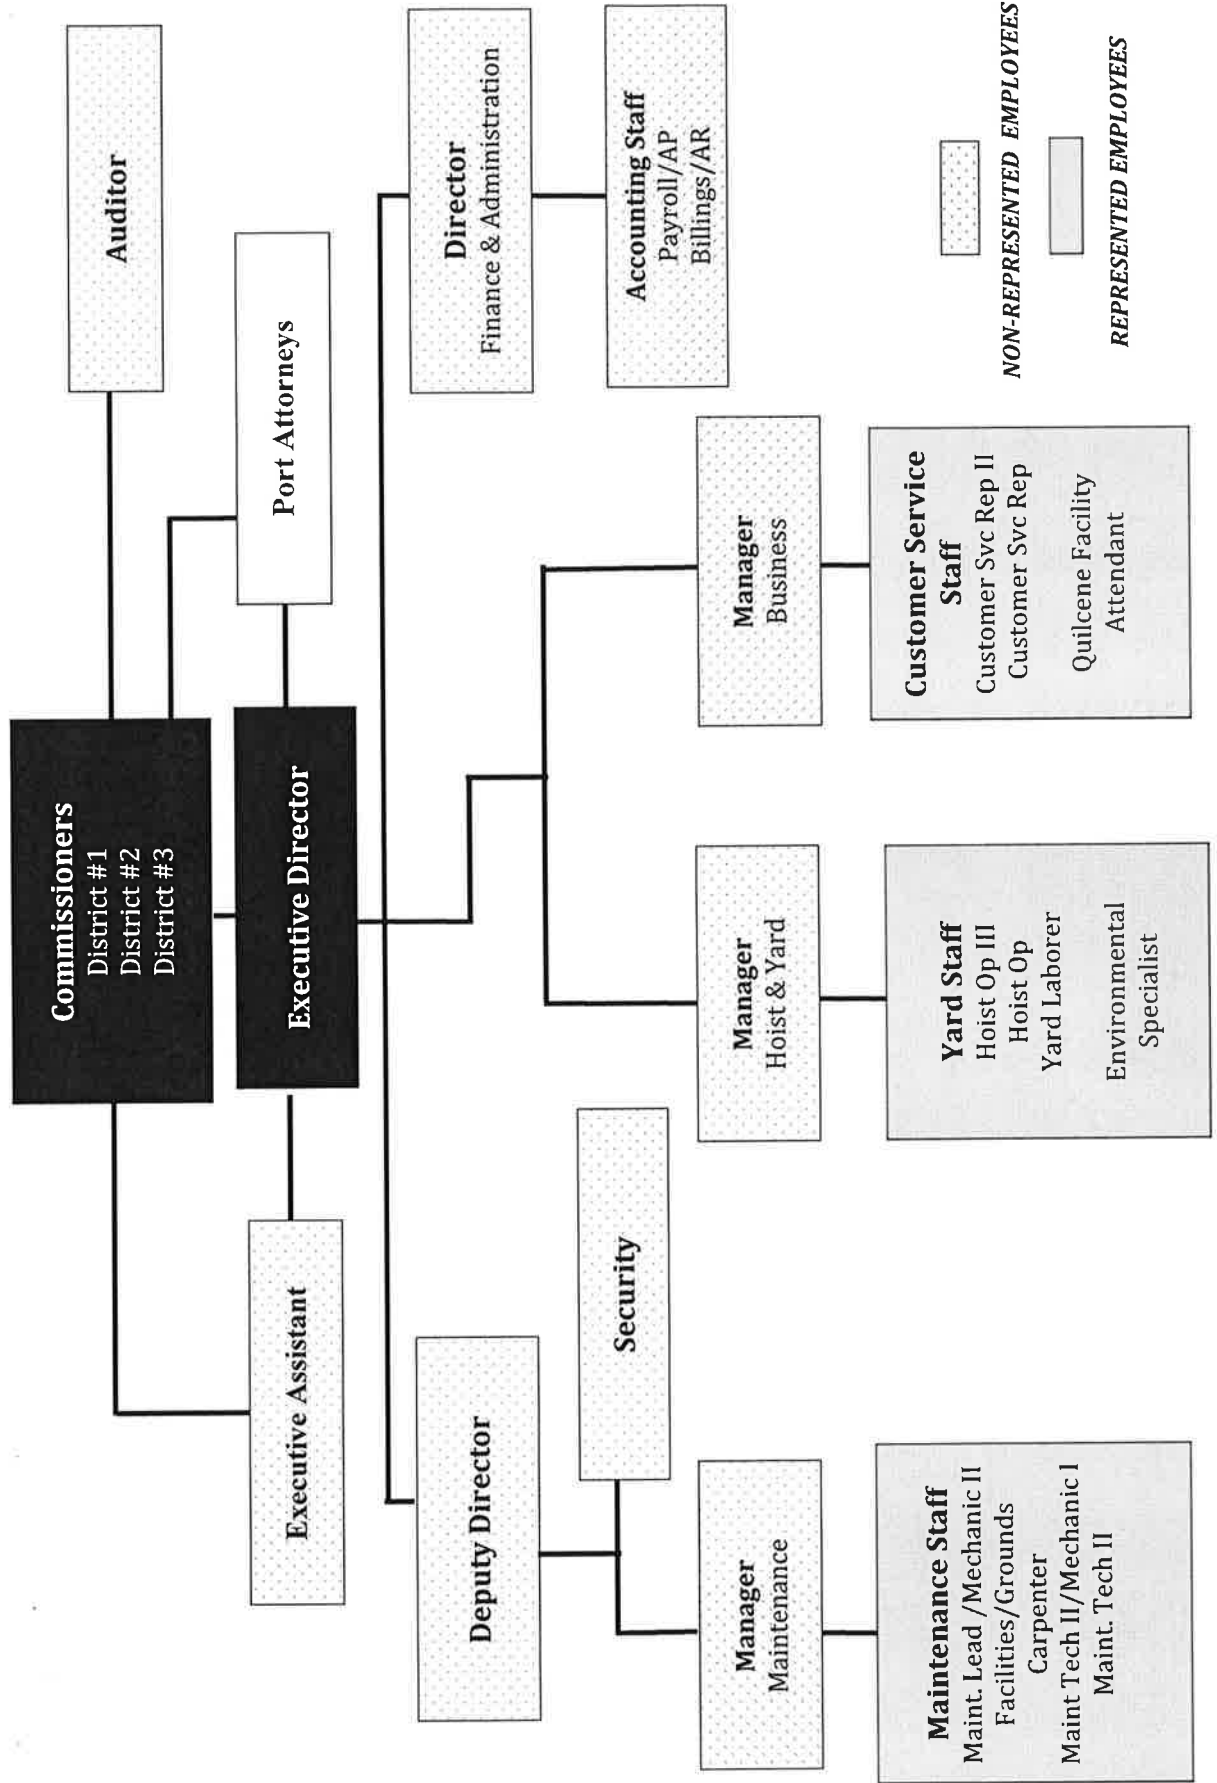 Commissioners
District #1
District #2
District #3
Auditor
Executive Assistant
Executive Director
Port Attorneys
Deputy Director
Director
Finance & Administration
Security
Accounting Staff
Payroll/AP
Billings/AR
Manager
Maintenance
Manager
Hoist & Yard
Manager
Business
Maintenance Staff
Maint. Lead /Mechanic II
Facilities/Grounds
Carpenter
Maint Tech II/Mechanic I
Maint. Tech II
Yard Staff
Hoist Op III
Hoist Op
Yard Laborer
Environmental
Specialist
Customer Service
Staff
Customer Svc Rep II
Customer Svc Rep
Quilcene Facility
Attendant
NON-REPRESENTED EMPLOYEES
REPRESENTED EMPLOYEES